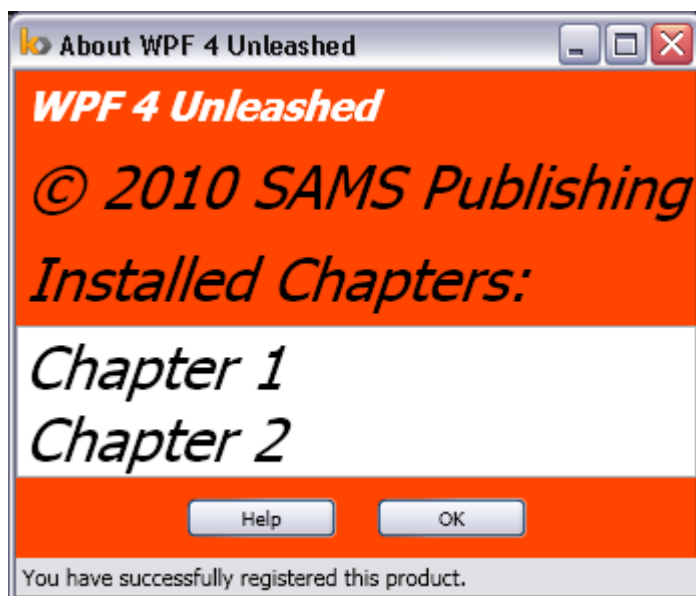 About WPF 4 Unleashed
WPF 4 Unleashed
© 2010 SAMS Publishing
Installed Chapters:
Chapter 1
Chapter 2
Help OK
You have successfully registered this product.